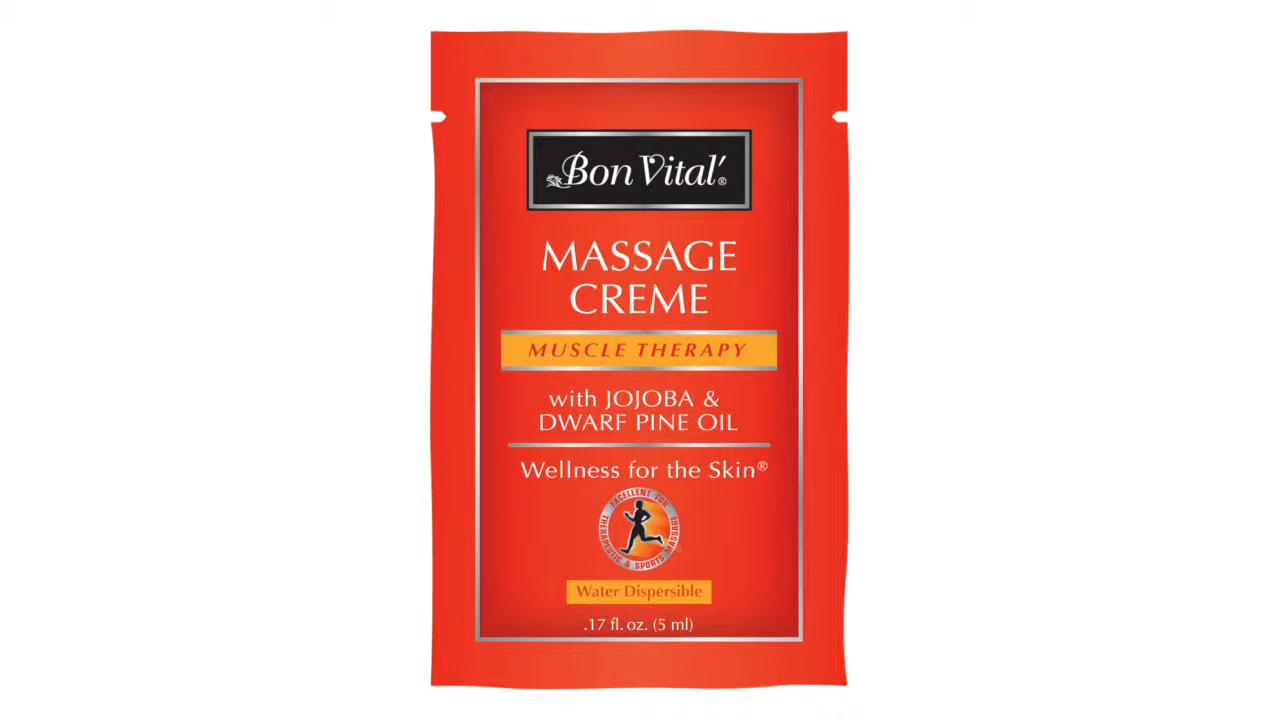 Bon Vital'®
MASSAGE
CREME
MUSCLE THERAPY
with JOJOBA &
DWARF PINE OIL
Wellness for the Skin®
EXCELLENT FOR
THERAPEUTIC & SPORTS MASSAGE
Water Dispersible
.17 fl. oz. (5 ml)